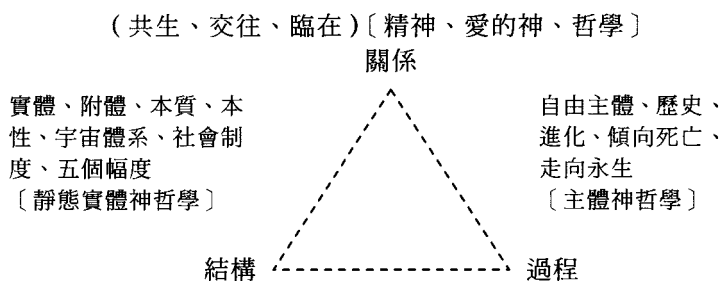 (共生、交往、臨在)〔精神、愛的神、哲學〕
關係
實體、附體、本質、本
性、宇宙體系、社會制
度、五個幅度
〔靜態實體神哲學〕
自由主體、歷史、
進化、傾向死亡、
走向永生
〔主體神哲學〕
結構
過程